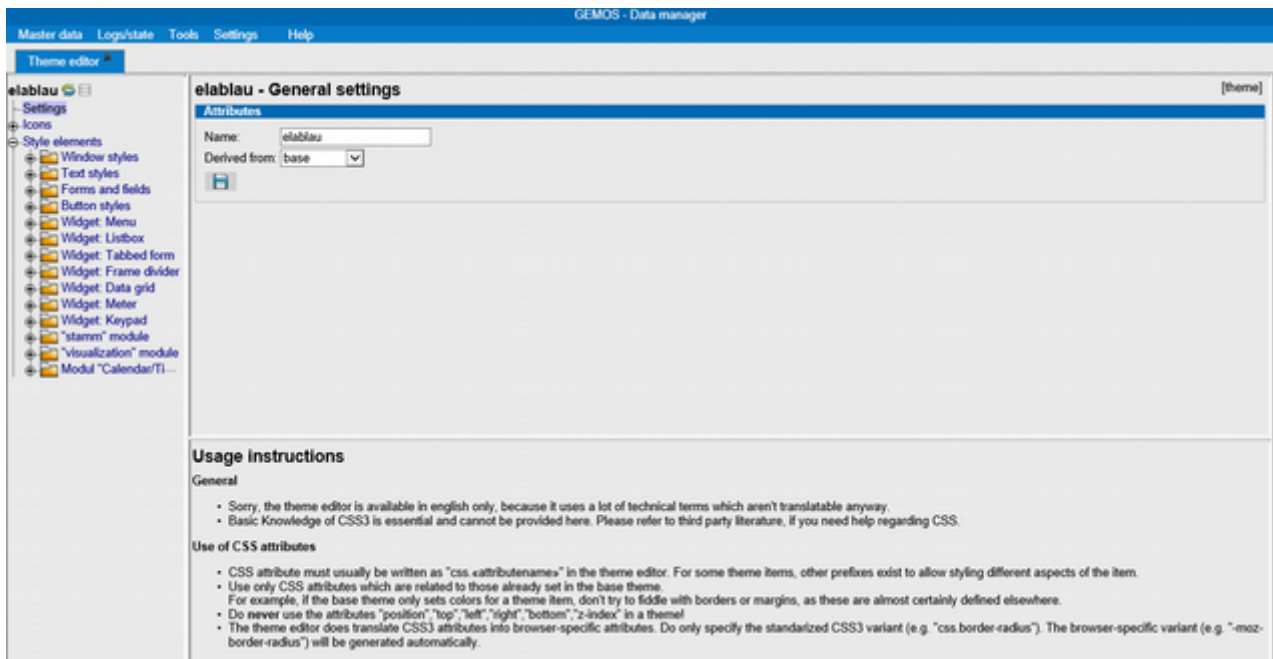 GEMOS - Data manager
Master data Logs/state Tools Settings Help
Theme editor
elablau
Settings
Icons
Style elements
Window styles
Text styles
Forms and fields
Button styles
Widget: Menu
Widget: Listbox
Widget: Tabbed form
Widget: Frame divider
Widget: Data grid
Widget: Meter
Widget: Keypad
"stamm" module
"visualization" module
Modul "Calendar/Ti...
elablau - General settings [theme]
Attributes
Name: elablau
Derived from: base
Usage instructions
General
• Sorry, the theme editor is available in english only, because it uses a lot of technical terms which aren't translatable anyway.
• Basic Knowledge of CSS3 is essential and cannot be provided here. Please refer to third party literature, if you need help regarding CSS.
Use of CSS attributes
• CSS attribute must usually be written as "css.«attributename»" in the theme editor. For some theme items, other prefixes exist to allow styling different aspects of the item.
• Use only CSS attributes which are related to those already set in the base theme.
For example, if the base theme only sets colors for a theme item, don't try to fiddle with borders or margins, as these are almost certainly defined elsewhere.
• Do never use the attributes "position","top","left","right","bottom","z-index" in a theme!
• The theme editor does translate CSS3 attributes into browser-specific attributes. Do only specify the standarized CSS3 variant (e.g. "css.border-radius"). The browser-specific variant (e.g. "-moz-
border-radius") will be generated automatically.